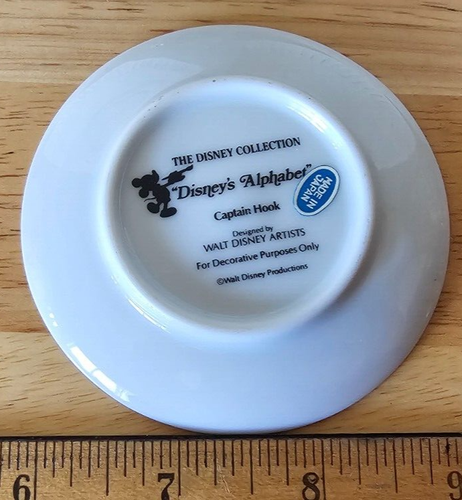 THE DISNEY COLLECTION
"Disney's Alphabet"
MADE IN
JAPAN
Captain Hook
Designed by
WALT DISNEY ARTISTS
For Decorative Purposes Only
©Walt Disney Productions
6 7 8 9